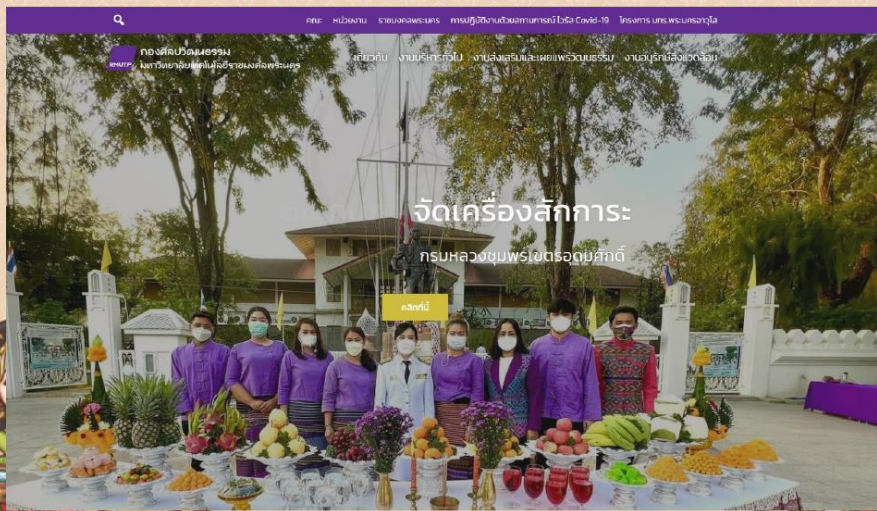 คณะ หน่วยงาน ราชมงคลพระนคร การปฏิบัติงานด้วยสถานการณ์ ไวรัส Covid-19 โครงการ มทร.พระนครอาวุโส
RMUTP
กองศิลปวัฒนธรรม
มหาวิทยาลัยเทคโนโลยีราชมงคลพระนคร
เกี่ยวกับ งานบริหารทั่วไป งานส่งเสริมและเผยแพร่วัฒนธรรม งานอนุรักษ์สิ่งแวดล้อม
จัดเครื่องสักการะ
กรมหลวงชุมพรเขตรอุดมศักดิ์
คลิกที่นี่